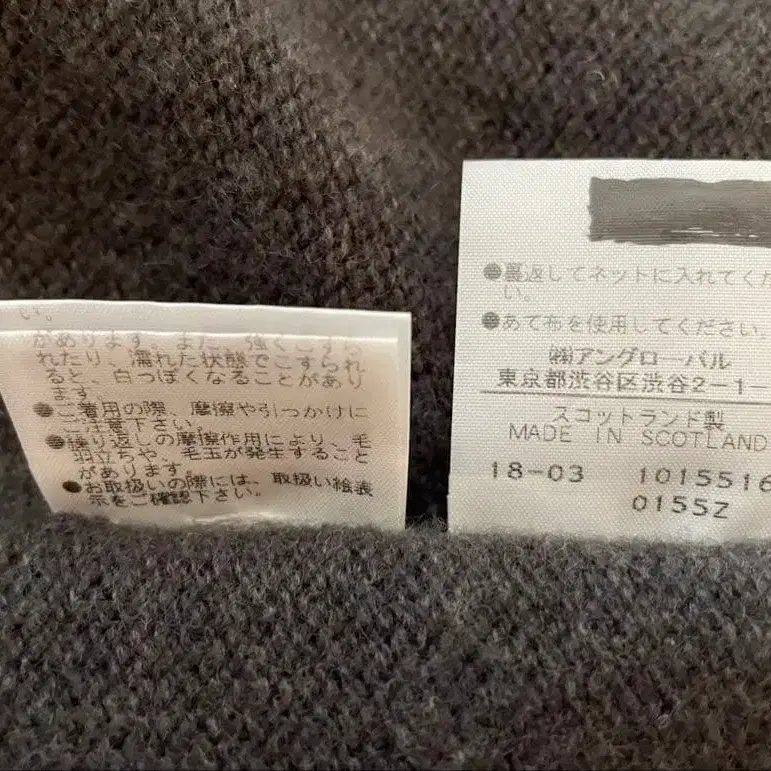 い。
があります。また、強くこすら
れたり、濡れた状態でこすられ
ると、白っぽくなることがあり
ます。
●ご着用の際、摩擦や引っかけに
ご注意下さい。
●繰り返しの摩擦作用により、毛
羽立ちや、毛玉が発生すること
があります。
●お取扱いの際には、取扱い絵表
示をご確認下さい。
●裏返してネットに入れてくだ
い。
●あて布を使用してください。
㈱アングローバル
東京都渋谷区渋谷2-1-
スコットランド製
MADE IN SCOTLAND
18-03 1015516
0155Z